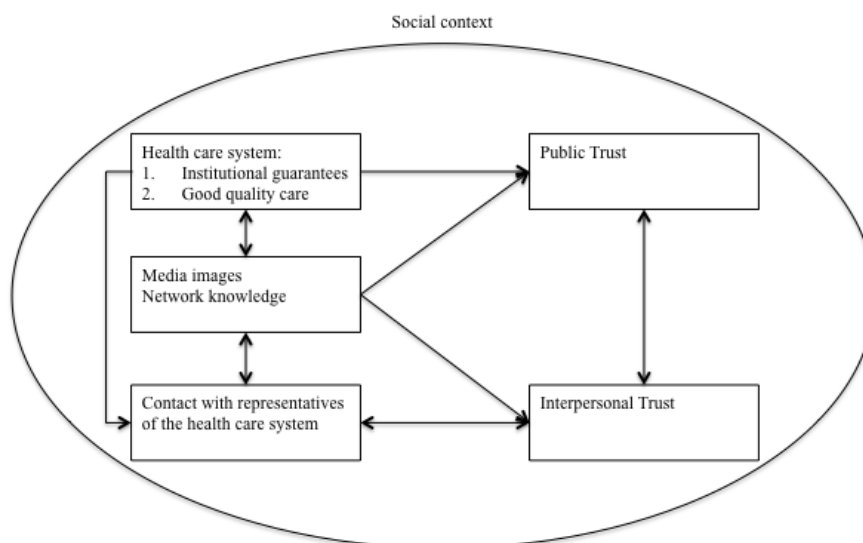 Social context
Health care system:
1. Institutional guarantees
2. Good quality care
Public Trust
Media images
Network knowledge
Contact with representatives
of the health care system
Interpersonal Trust